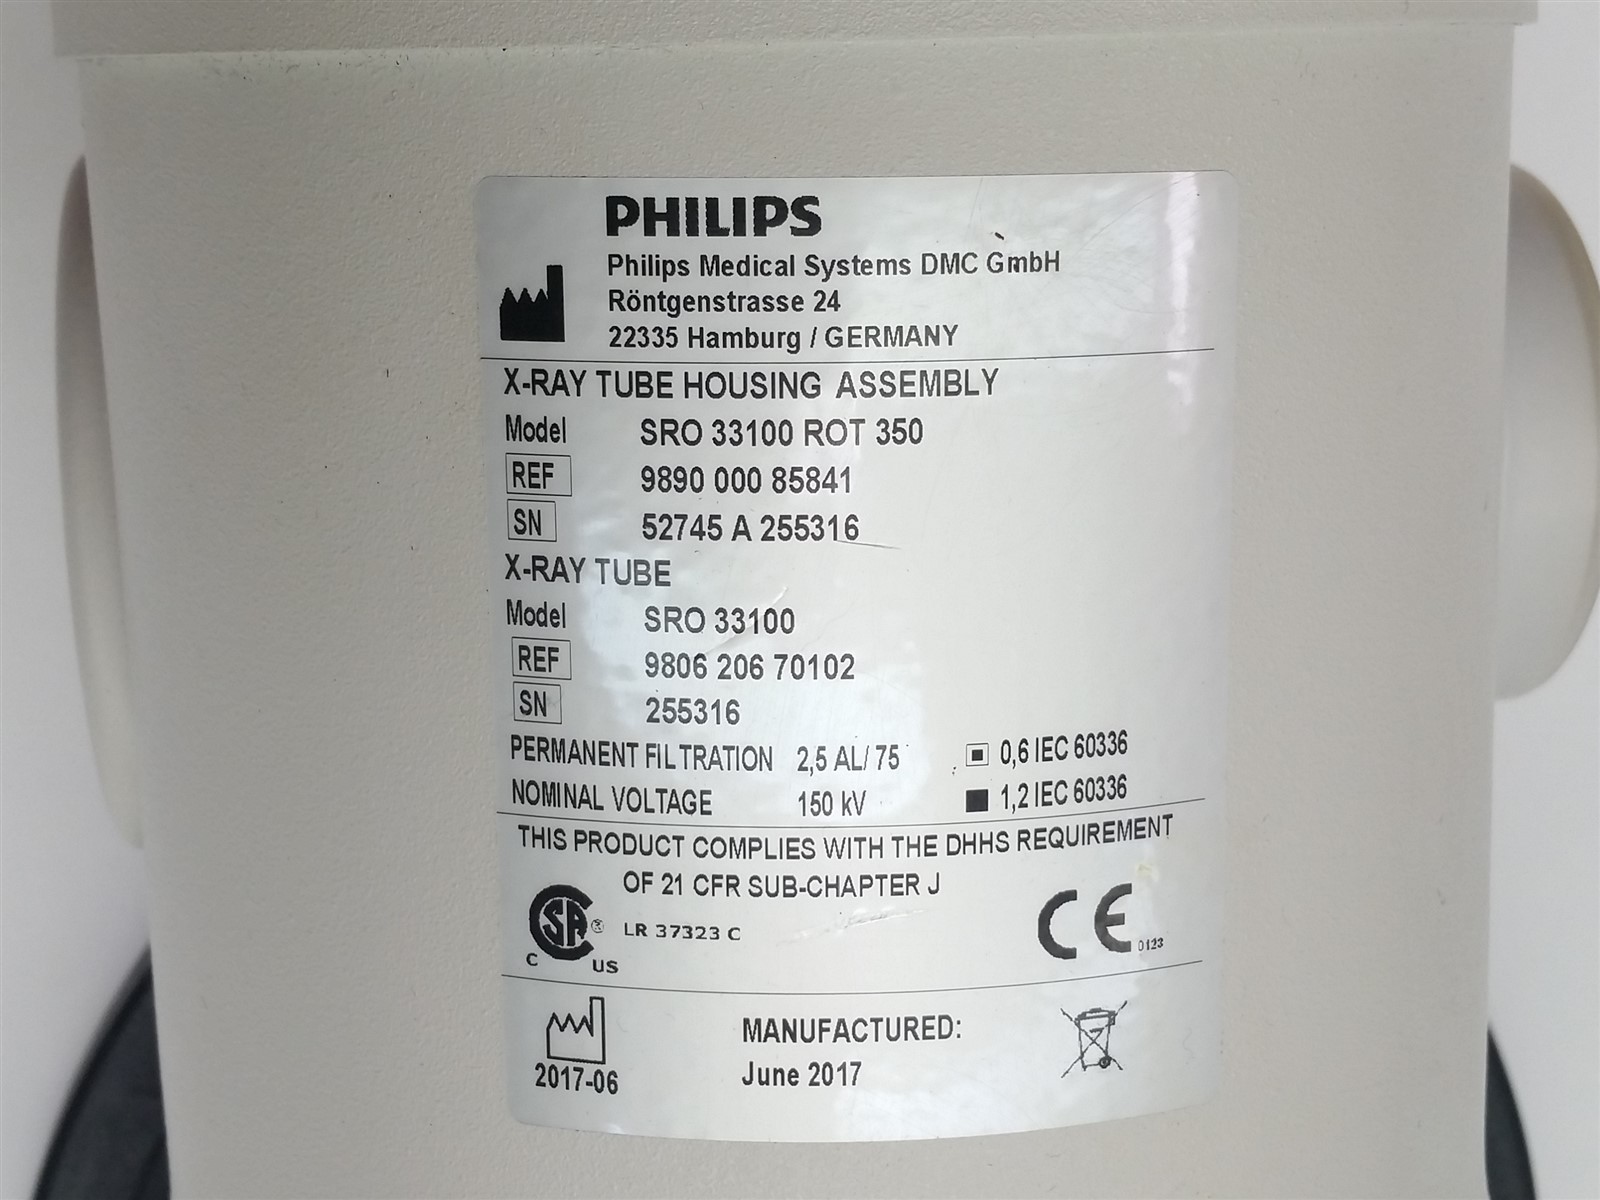 PHILIPS
Philips Medical Systems DMC GmbH
Röntgenstrasse 24
22335 Hamburg / GERMANY
X-RAY TUBE HOUSING ASSEMBLY
Model SRO 33100 ROT 350
REF 9890 000 85841
SN 52745 A 255316
X-RAY TUBE
Model SRO 33100
REF 9806 206 70102
SN 255316
PERMANENT FILTRATION 2,5 AL/ 75 0,6 IEC 60336
NOMINAL VOLTAGE 150 kV 1,2 IEC 60336
THIS PRODUCT COMPLIES WITH THE DHHS REQUIREMENT
OF 21 CFR SUB-CHAPTER J
C SA ® US LR 37323 C CE 0123
MANUFACTURED:
2017-06 June 2017